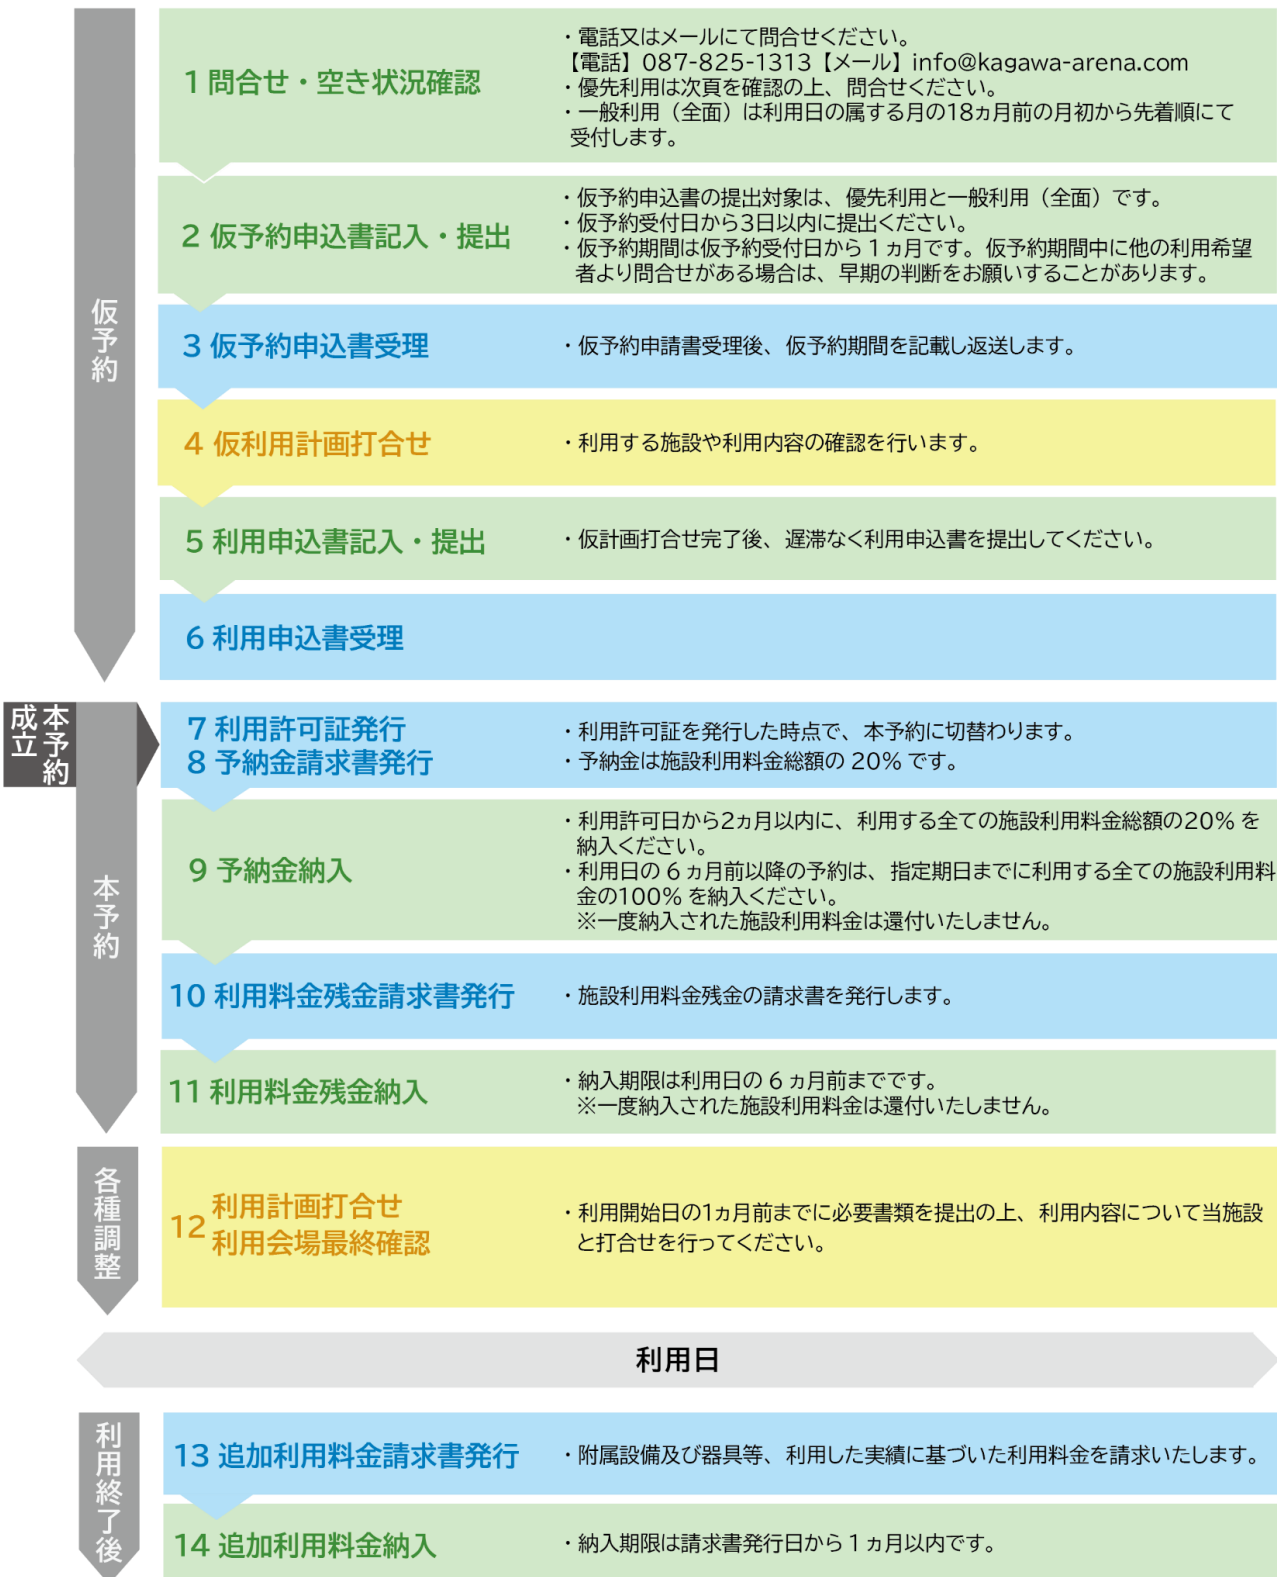 仮予約
1 問合せ・空き状況確認
・電話又はメールにて問合せください。
【電話】087-825-1313【メール】info@kagawa-arena.com
・優先利用は次頁を確認の上、問合せください。
・一般利用（全面）は利用日の属する月の18ヵ月前の月初から先着順にて
受付します。
2 仮予約申込書記入・提出
・仮予約申込書の提出対象は、優先利用と一般利用（全面）です。
・仮予約受付日から3日以内に提出ください。
・仮予約期間は仮予約受付日から1ヵ月です。仮予約期間中に他の利用希望
者より問合せがある場合は、早期の判断をお願いすることがあります。
3 仮予約申込書受理
・仮予約申請書受理後、仮予約期間を記載し返送します。
4 仮利用計画打合せ
・利用する施設や利用内容の確認を行います。
5 利用申込書記入・提出
・仮計画打合せ完了後、遅滞なく利用申込書を提出してください。
6 利用申込書受理
本予約
成立
本予約
7 利用許可証発行
・利用許可証を発行した時点で、本予約に切替わります。
8 予納金請求書発行
・予納金は施設利用料金総額の 20% です。
9 予納金納入
・利用許可日から2ヵ月以内に、利用する全ての施設利用料金総額の20% を
納入ください。
・利用日の6ヵ月前以降の予約は、指定期日までに利用する全ての施設利用料
金の100% を納入ください。
※一度納入された施設利用料金は還付いたしません。
10 利用料金残金請求書発行
・施設利用料金残金の請求書を発行します。
11 利用料金残金納入
・納入期限は利用日の6ヵ月前までです。
※一度納入された施設利用料金は還付いたしません。
各種調整
12 利用計画打合せ
利用会場最終確認
・利用開始日の1ヵ月前までに必要書類を提出の上、利用内容について当施設
と打合せを行ってください。
利用日
利用終了後
13 追加利用料金請求書発行
・附属設備及び器具等、利用した実績に基づいた利用料金を請求いたします。
14 追加利用料金納入
・納入期限は請求書発行日から1ヵ月以内です。